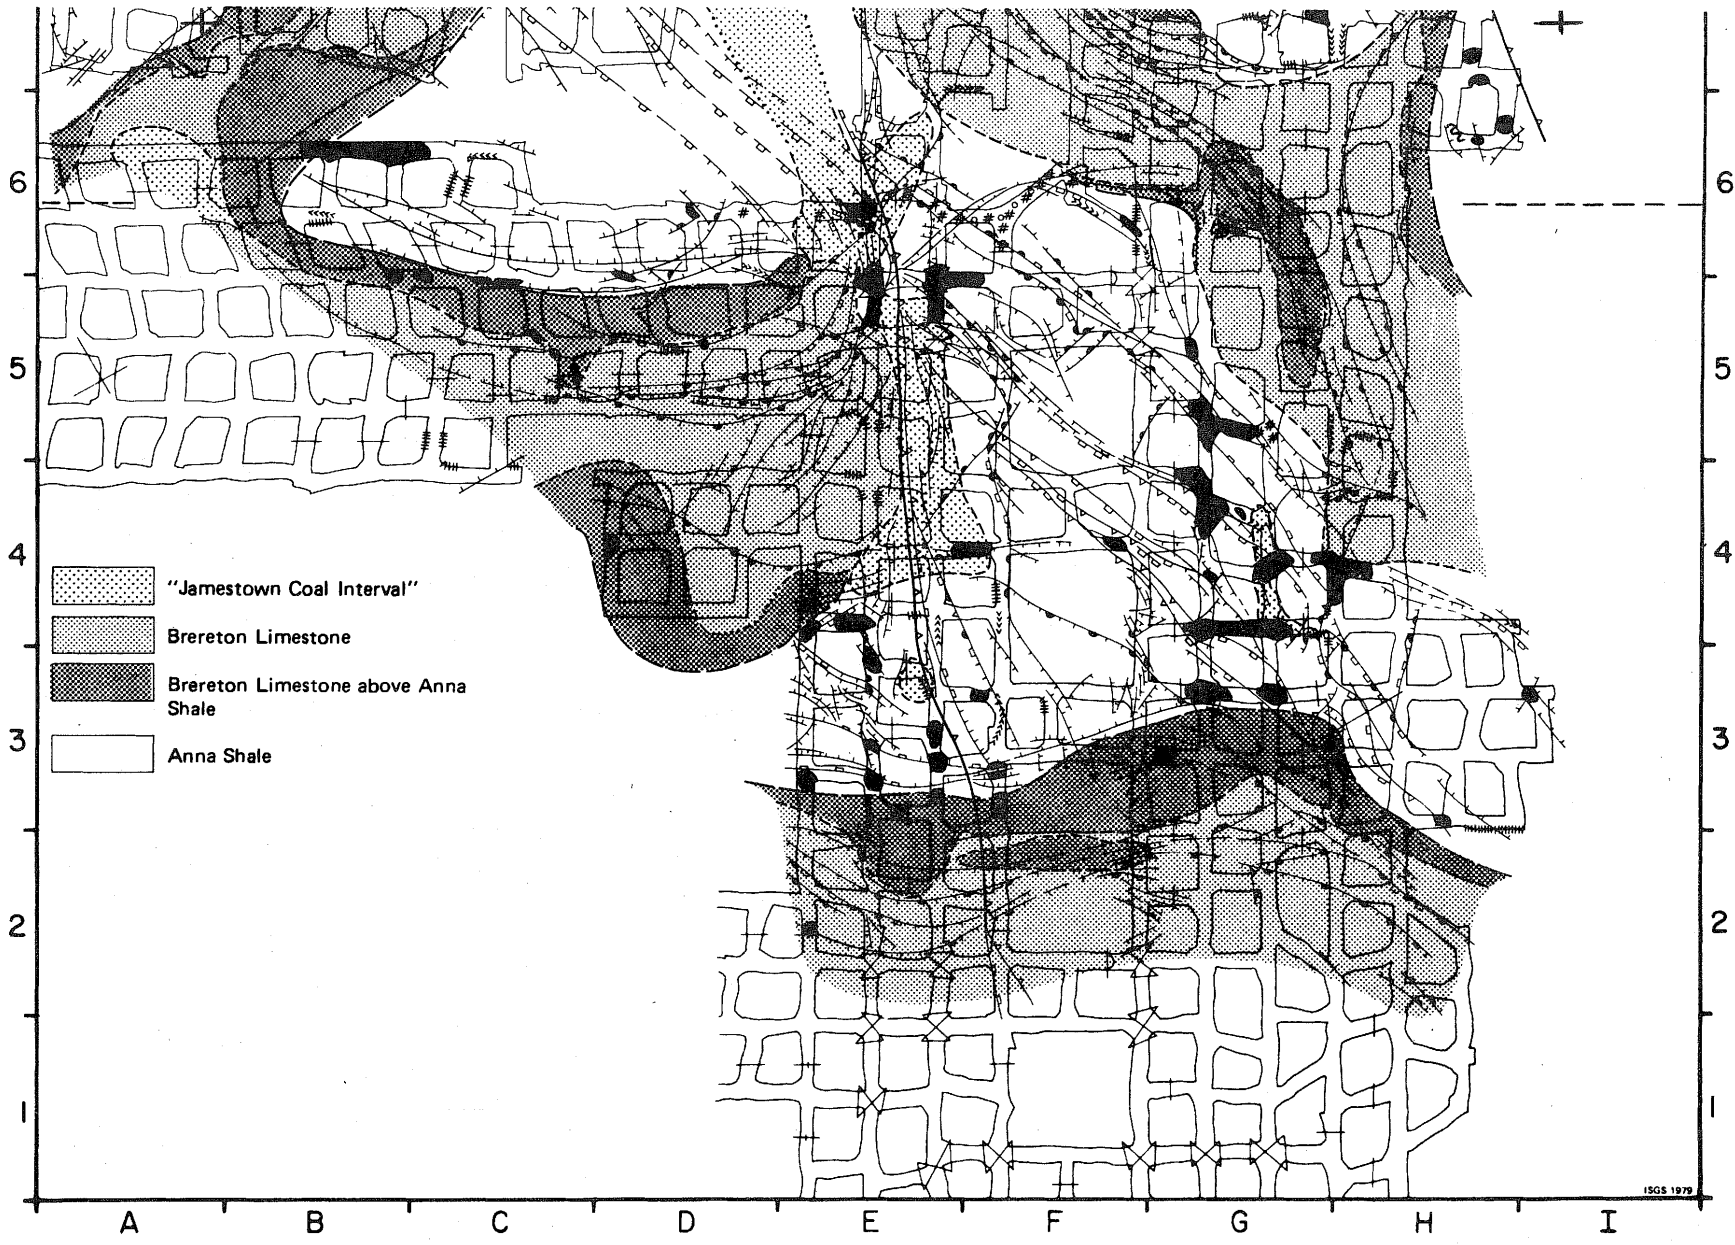 6 6
5 5
4 4
"Jamestown Coal Interval"
Brereton Limestone
Brereton Limestone above Anna
Shale
3 3
Anna Shale
2 2
1 1
ISGS 1979
A B C D E F G H I